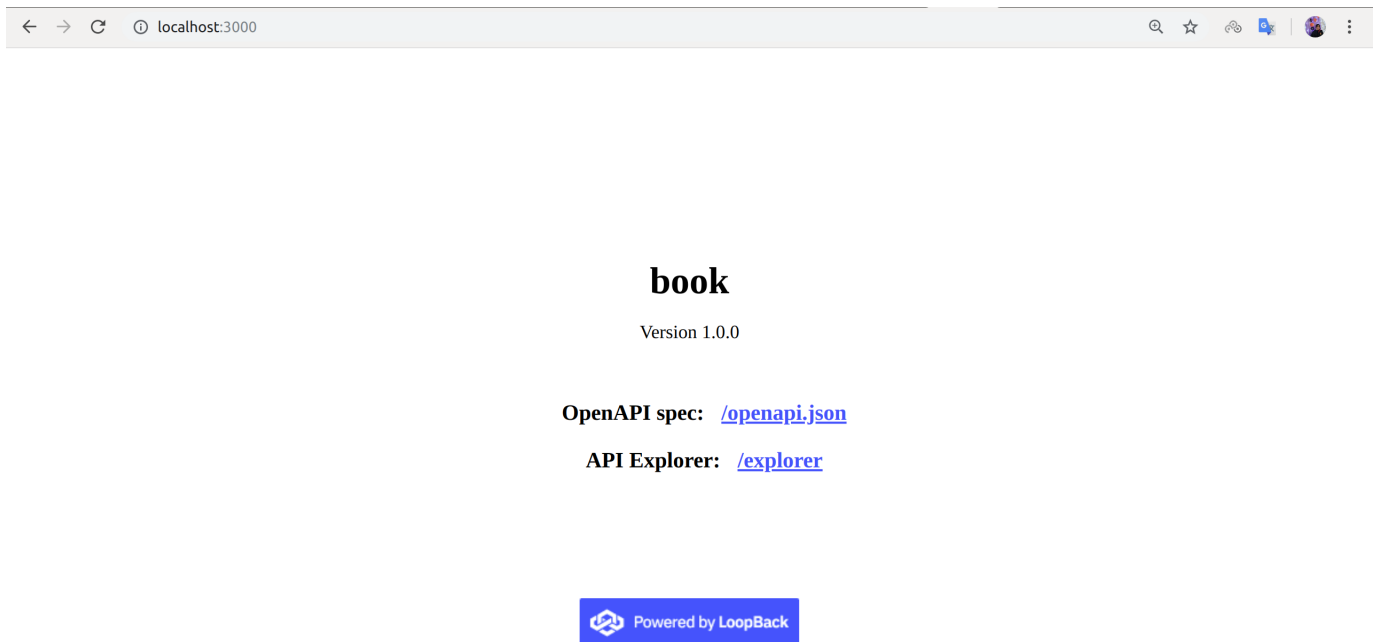 localhost:3000
book
Version 1.0.0
OpenAPI spec: /openapi.json
API Explorer: /explorer
Powered by LoopBack